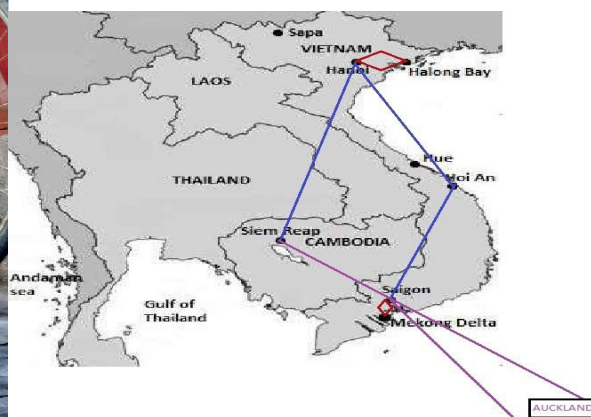 Sapa
VIETNAM
Hanoi
Halong Bay
LAOS
Hue
Hoi An
THAILAND
Siem Reap
CAMBODIA
Andaman
sea
Gulf of
Thailand
Saigon
Mekong Delta
AUCKLAND